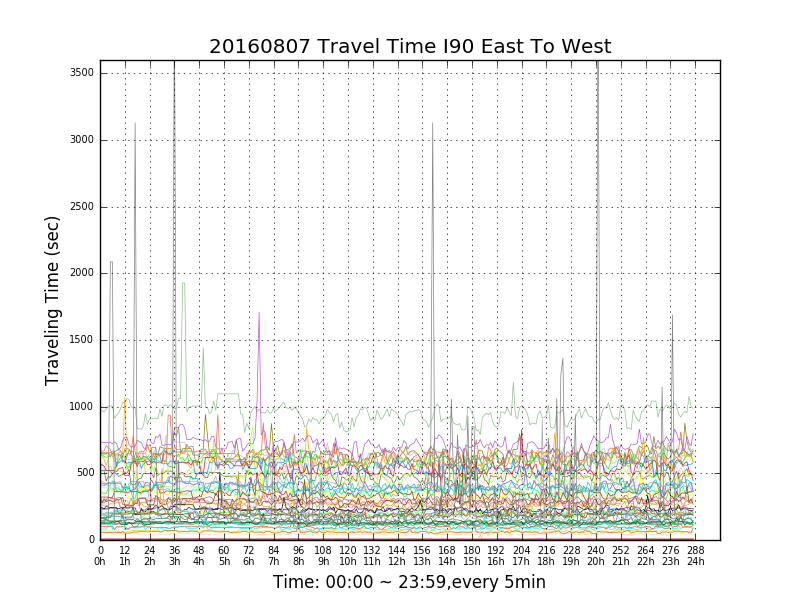 20160807 Travel Time I90 East To West
3500
3000
2500
2000
1500
1000
500
0
Traveling Time (sec)
0 12 24 36 48 60 72 84 96 108 120 132 144 156 168 180 192 204 216 228 240 252 264 276 288
0h 1h 2h 3h 4h 5h 6h 7h 8h 9h 10h 11h 12h 13h 14h 15h 16h 17h 18h 19h 20h 21h 22h 23h 24h
Time: 00:00 ~ 23:59,every 5min